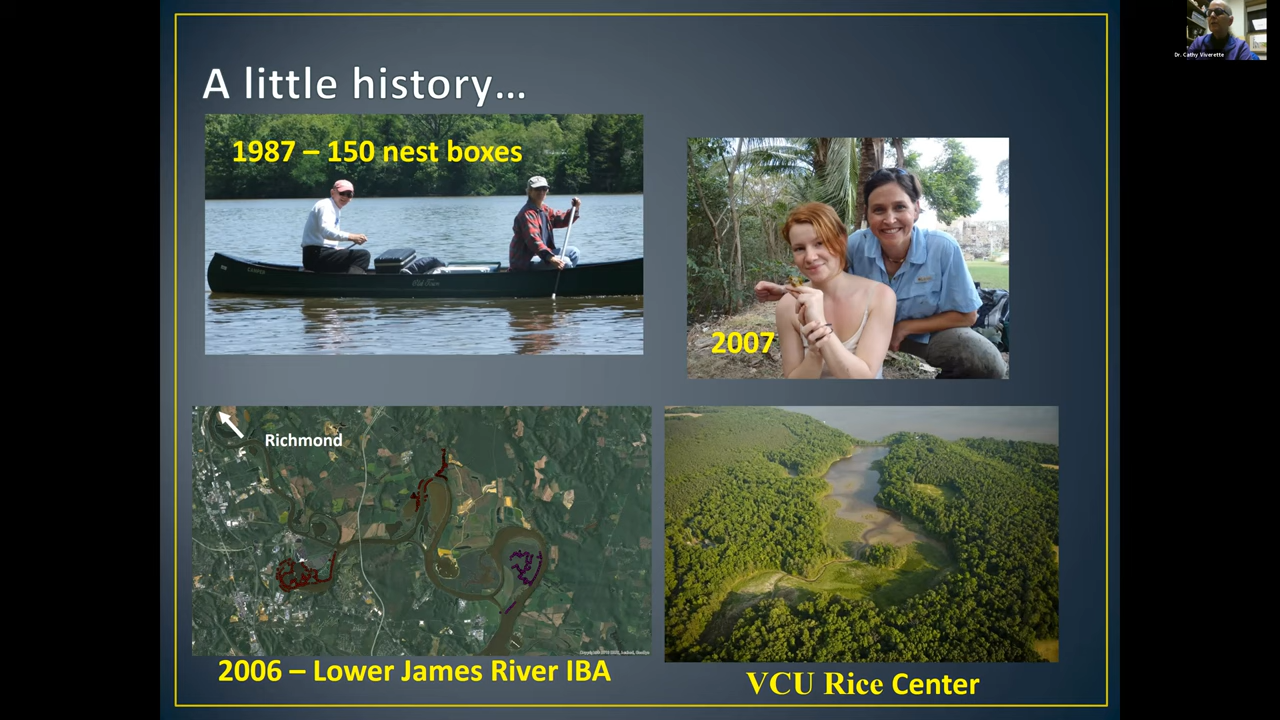 A little history...
1987 – 150 nest boxes
2007
Richmond
2006 – Lower James River IBA
VCU Rice Center
Dr. Cathy Viverette